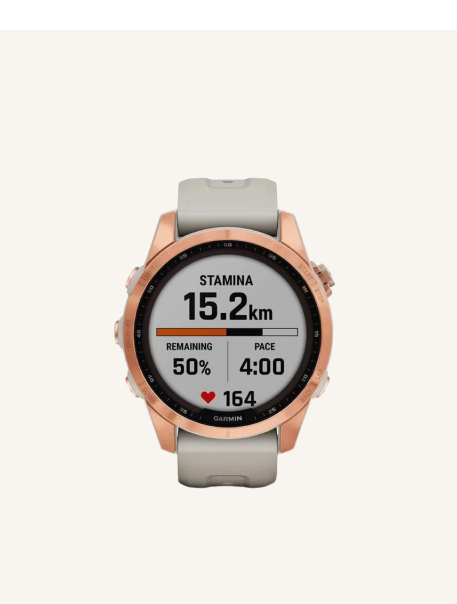 STAMINA
15.2km
REMAINING PACE
50% 4:00
164
GARMIN